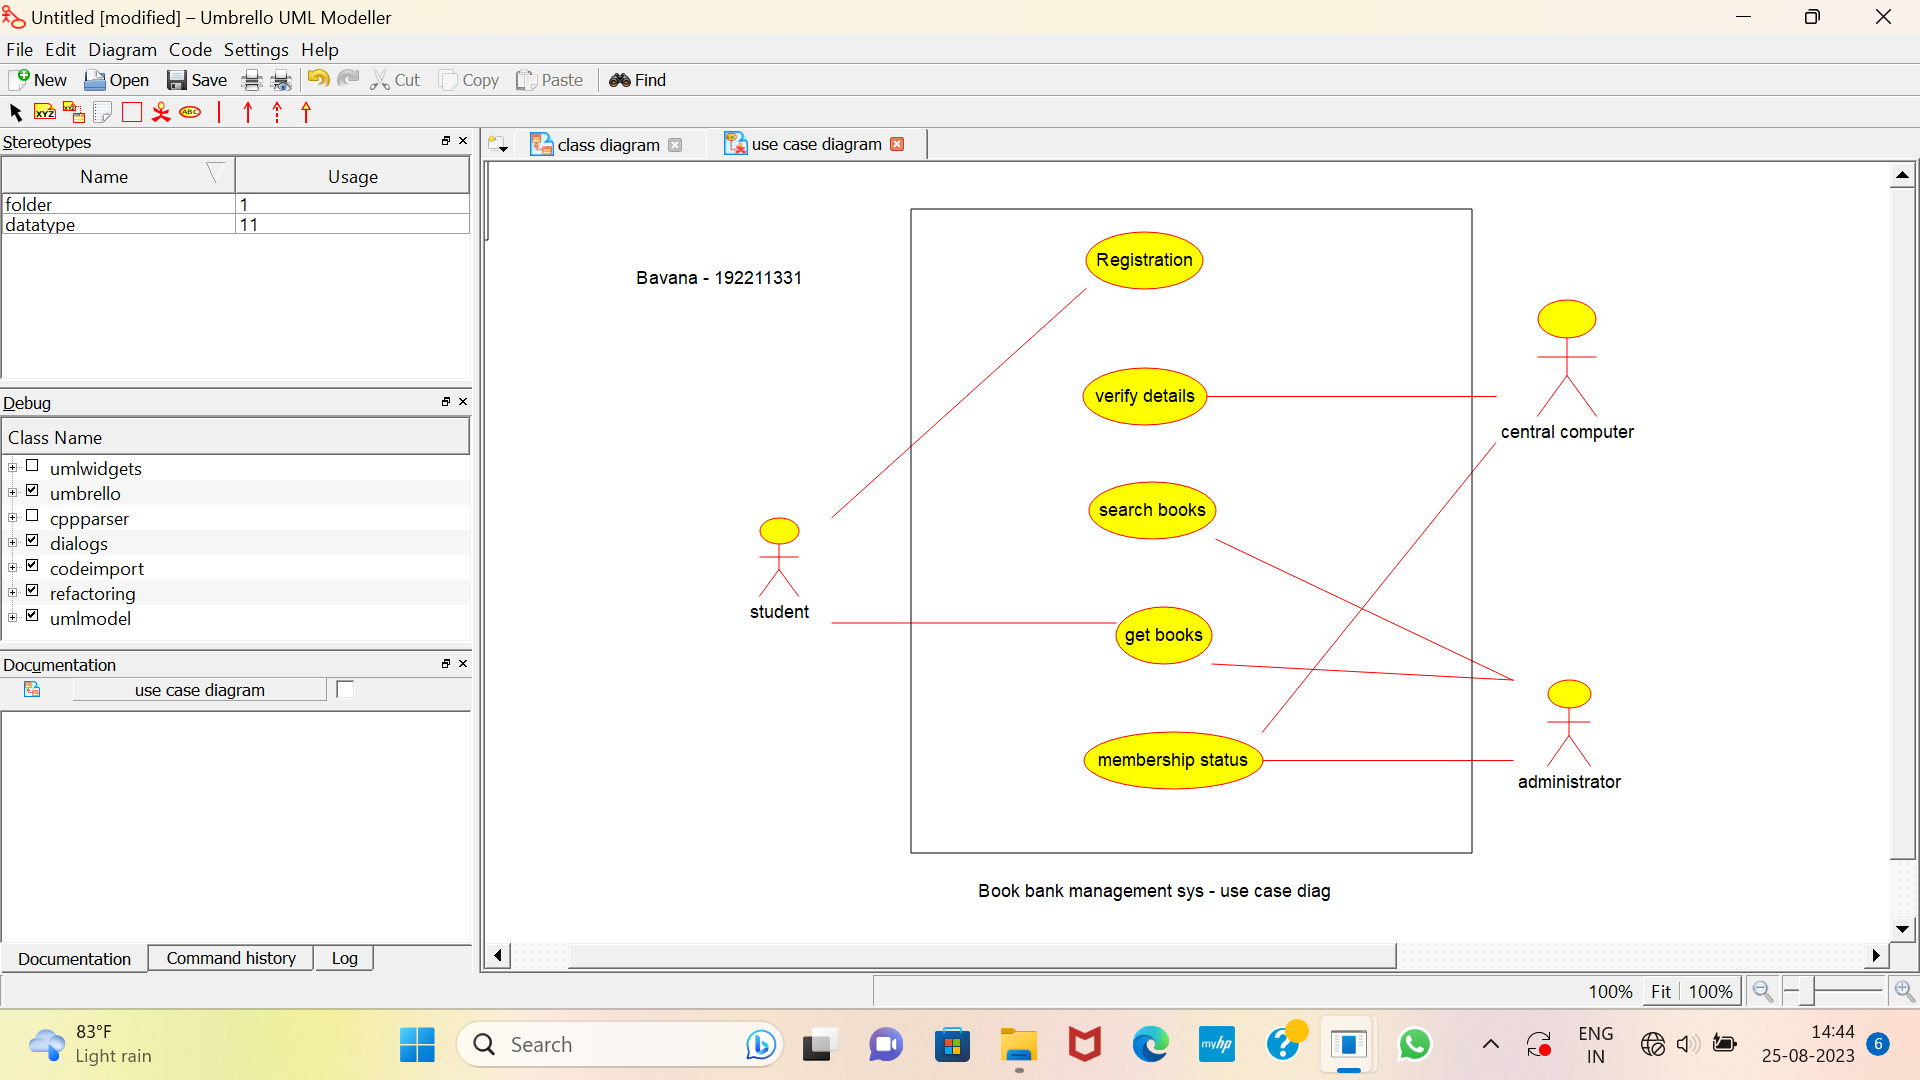 Untitled [modified] – Umbrello UML Modeller
File Edit Diagram Code Settings Help
New Open Save Cut Copy Paste Find
XYZ XYZ ABC
Stereotypes
class diagram use case diagram
Name Usage
folder 1
datatype 11
Debug
Class Name
umlwidgets
umbrello
cppparser
dialogs
codeimport
refactoring
umlmodel
Documentation
use case diagram
Documentation Command history Log
Bavana - 192211331
Registration
verify details
central computer
search books
student
get books
membership status
administrator
Book bank management sys - use case diag
100% Fit 100%
83°F
Light rain
Search
myhp
ENG
IN
14:44
25-08-2023
6